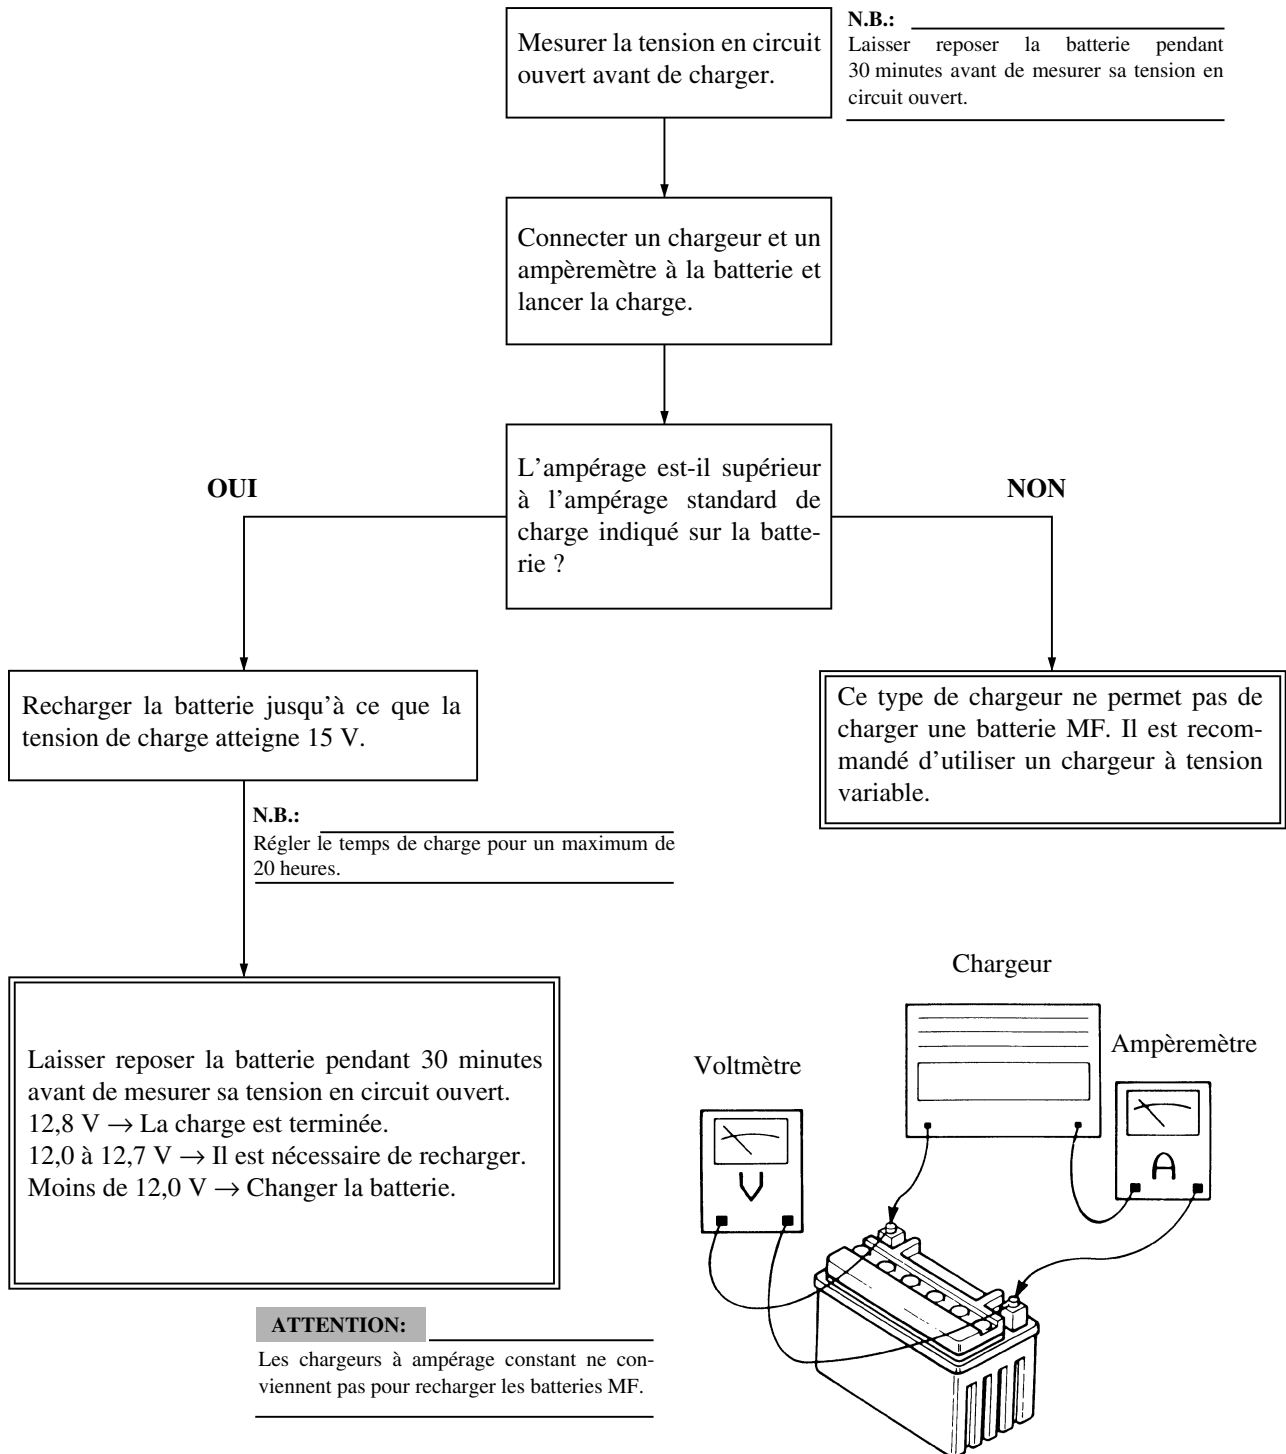 Mesurer la tension en circuit
ouvert avant de charger.
N.B.:
Laisser reposer la batterie pendant
30 minutes avant de mesurer sa tension en
circuit ouvert.
Connecter un chargeur et un
ampèremètre à la batterie et
lancer la charge.
L'ampérage est-il supérieur
à l'ampérage standard de
charge indiqué sur la batte-
rie ?
OUI
NON
Recharger la batterie jusqu'à ce que la
tension de charge atteigne 15 V.
Ce type de chargeur ne permet pas de
charger une batterie MF. Il est recom-
mandé d'utiliser un chargeur à tension
variable.
N.B.:
Régler le temps de charge pour un maximum de
20 heures.
Laisser reposer la batterie pendant 30 minutes
avant de mesurer sa tension en circuit ouvert.
12,8 V → La charge est terminée.
12,0 à 12,7 V → Il est nécessaire de recharger.
Moins de 12,0 V → Changer la batterie.
Chargeur
Voltmètre
Ampèremètre
V
A
ATTENTION:
Les chargeurs à ampérage constant ne con-
viennent pas pour recharger les batteries MF.